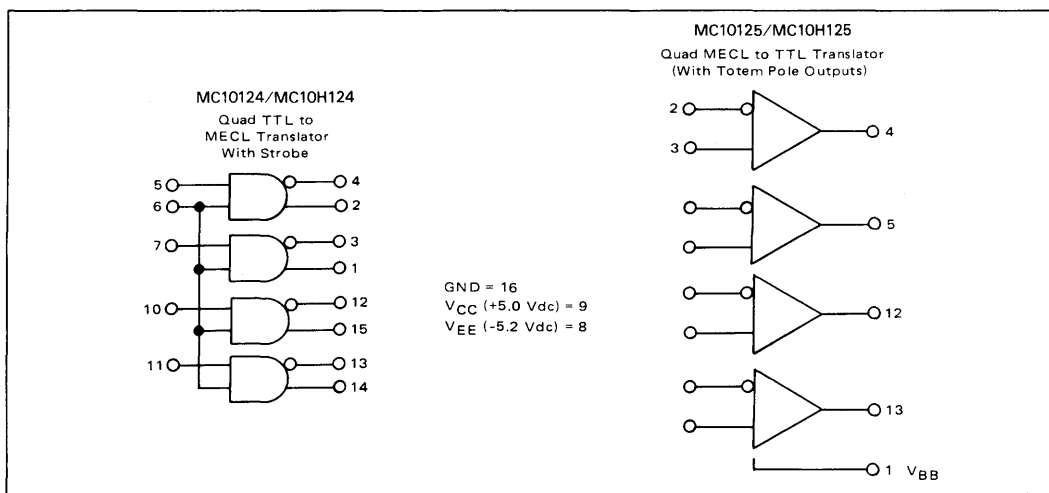 MC10124/MC10H124
Quad TTL to
MECL Translator
With Strobe
5
6
4
2
7
3
1
10
12
15
11
13
14
GND = 16
VCC (+5.0 Vdc) = 9
VEE (-5.2 Vdc) = 8
MC10125/MC10H125
Quad MECL to TTL Translator
(With Totem Pole Outputs)
2
3
4
5
12
13
1 VBB